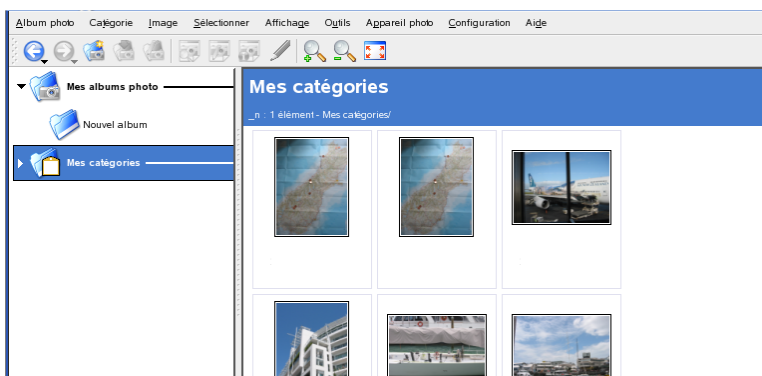 Album photo Catégorie Image Sélectionner Affichage Outils Appareil photo Configuration Aide
Mes albums photo
Nouvel album
Mes catégories
Mes catégories
_n : 1 élément - Mes catégories/